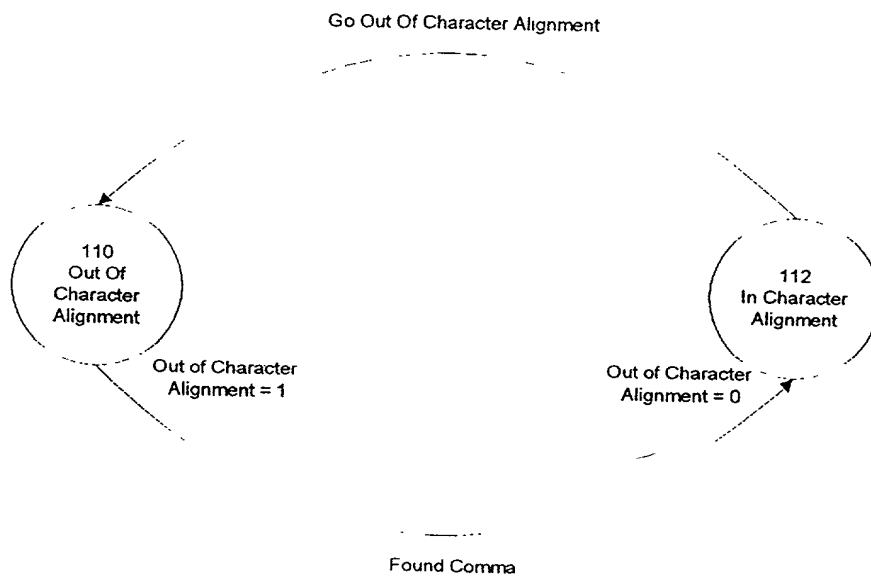 Go Out Of Character Alignment
110
Out Of
Character
Alignment
112
In Character
Alignment
Out of Character
Alignment = 1
Out of Character
Alignment = 0
Found Comma